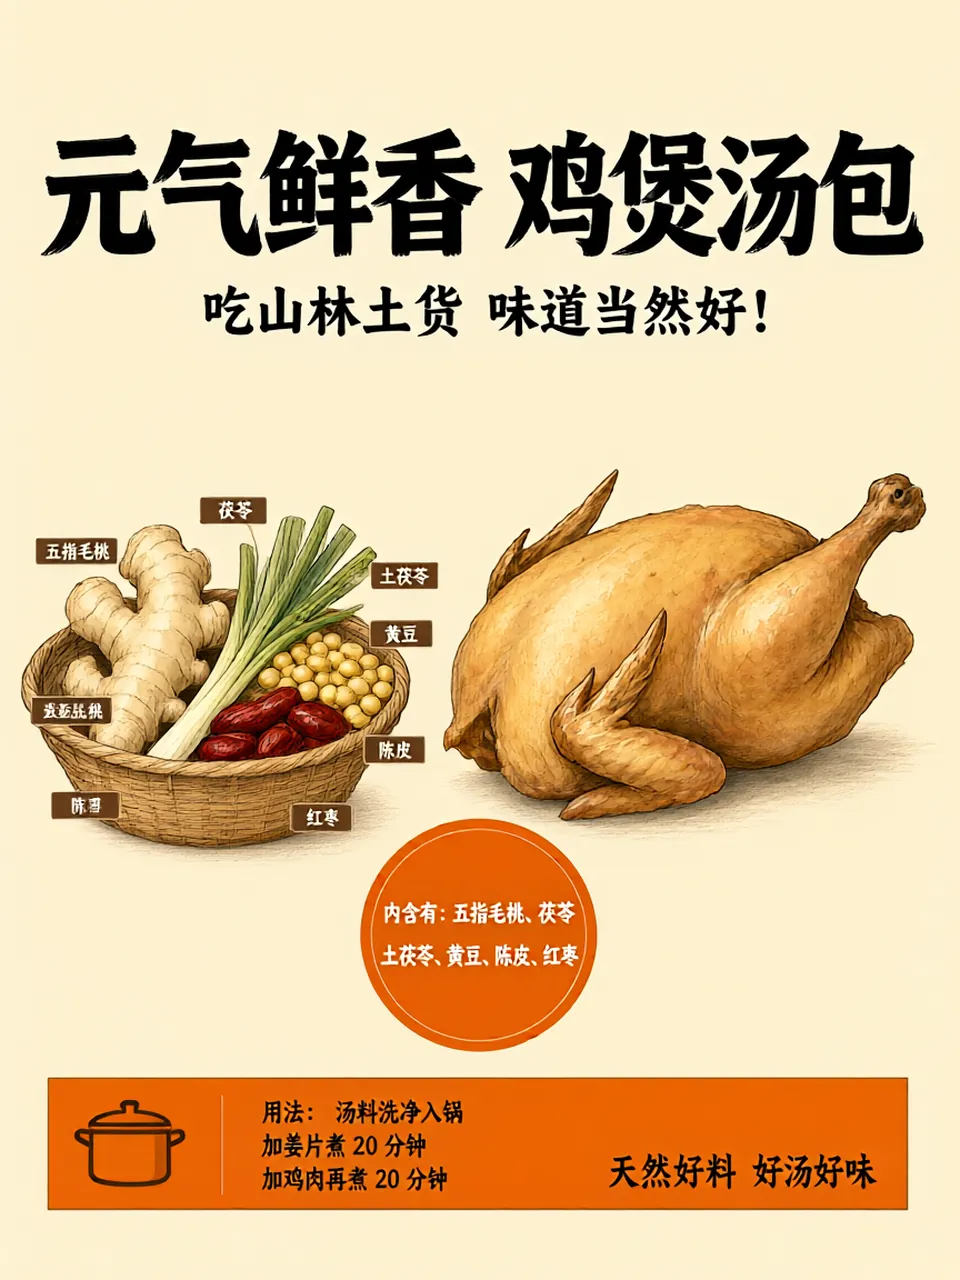 元气鲜香 鸡煲汤包
吃山林土货 味道当然好！
茯苓
五指毛桃
土茯苓
黄豆
陈皮
红枣
内含有：五指毛桃、茯苓
土茯苓、黄豆、陈皮、红枣
用法： 汤料洗净入锅
加姜片煮 20 分钟
加鸡肉再煮 20 分钟
天然好料 好汤好味